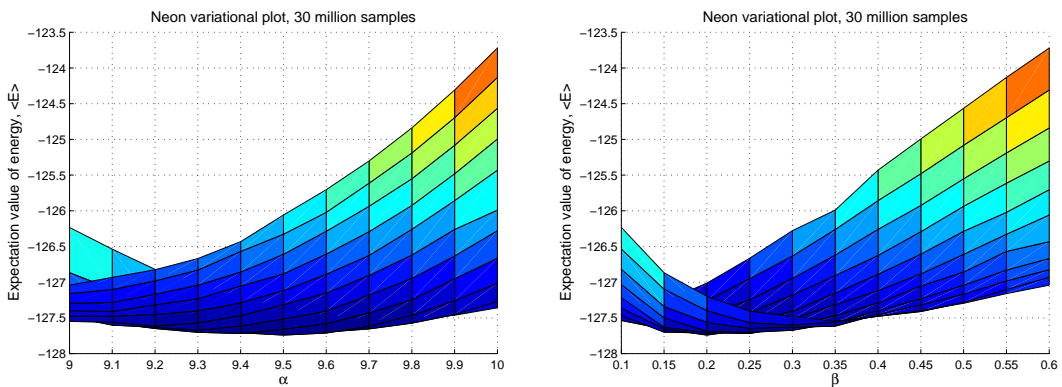 Neon variational plot, 30 million samples
Expectation value of energy, <E>
−123.5
−124
−124.5
−125
−125.5
−126
−126.5
−127
−127.5
−128
9 9.1 9.2 9.3 9.4 9.5 9.6 9.7 9.8 9.9 10
α
Neon variational plot, 30 million samples
Expectation value of energy, <E>
−123.5
−124
−124.5
−125
−125.5
−126
−126.5
−127
−127.5
−128
0.1 0.15 0.2 0.25 0.3 0.35 0.4 0.45 0.5 0.55 0.6
β